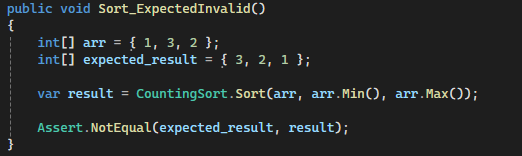 public void Sort_ExpectedInvalid()
{
int[] arr = { 1, 3, 2 };
int[] expected_result = { 3, 2, 1 };
var result = CountingSort.Sort(arr, arr.Min(), arr.Max());
Assert.NotEqual(expected_result, result);
}